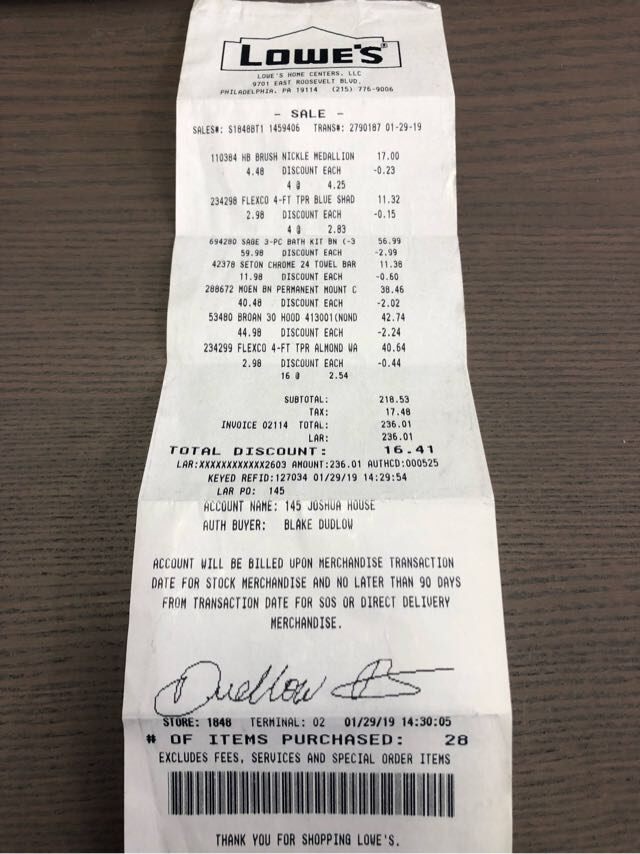 LOWE'S®
LOWE'S HOME CENTERS, LLC
9701 EAST ROOSEVELT BLVD.
PHILADELPHIA, PA 19114 (215) 776-9006
- SALE -
SALES#: S1848BT1 1459406 TRANS#: 2790187 01-29-19
110384 HB BRUSH NICKLE MEDALLION 17.00
4.48 DISCOUNT EACH -0.23
4 @ 4.25
234298 FLEXCO 4-FT TPR BLUE SHAD 11.32
2.98 DISCOUNT EACH -0.15
4 @ 2.83
694280 SAGE 3-PC BATH KIT BN (-3 56.99
59.98 DISCOUNT EACH -2.99
42378 SETON CHROME 24 TOWEL BAR 11.38
11.98 DISCOUNT EACH -0.60
288672 MOEN BN PERMANENT MOUNT C 38.46
40.48 DISCOUNT EACH -2.02
53480 BROAN 30 HOOD 413001(NOND 42.74
44.98 DISCOUNT EACH -2.24
234299 FLEXCO 4-FT TPR ALMOND WA 40.64
2.98 DISCOUNT EACH -0.44
16 @ 2.54
SUBTOTAL: 218.53
TAX: 17.48
INVOICE 02114 TOTAL: 236.01
LAR: 236.01
TOTAL DISCOUNT: 16.41
LAR:XXXXXXXXXXXX2603 AMOUNT:236.01 AUTHCD:000525
KEYED REFID:127034 01/29/19 14:29:54
LAR PO: 145
ACCOUNT NAME: 145 JOSHUA HOUSE
AUTH BUYER: BLAKE DUDLOW
ACCOUNT WILL BE BILLED UPON MERCHANDISE TRANSACTION
DATE FOR STOCK MERCHANDISE AND NO LATER THAN 90 DAYS
FROM TRANSACTION DATE FOR SOS OR DIRECT DELIVERY
MERCHANDISE.
Dudlow
STORE: 1848 TERMINAL: 02 01/29/19 14:30:05
# OF ITEMS PURCHASED: 28
EXCLUDES FEES, SERVICES AND SPECIAL ORDER ITEMS
THANK YOU FOR SHOPPING LOWE'S.